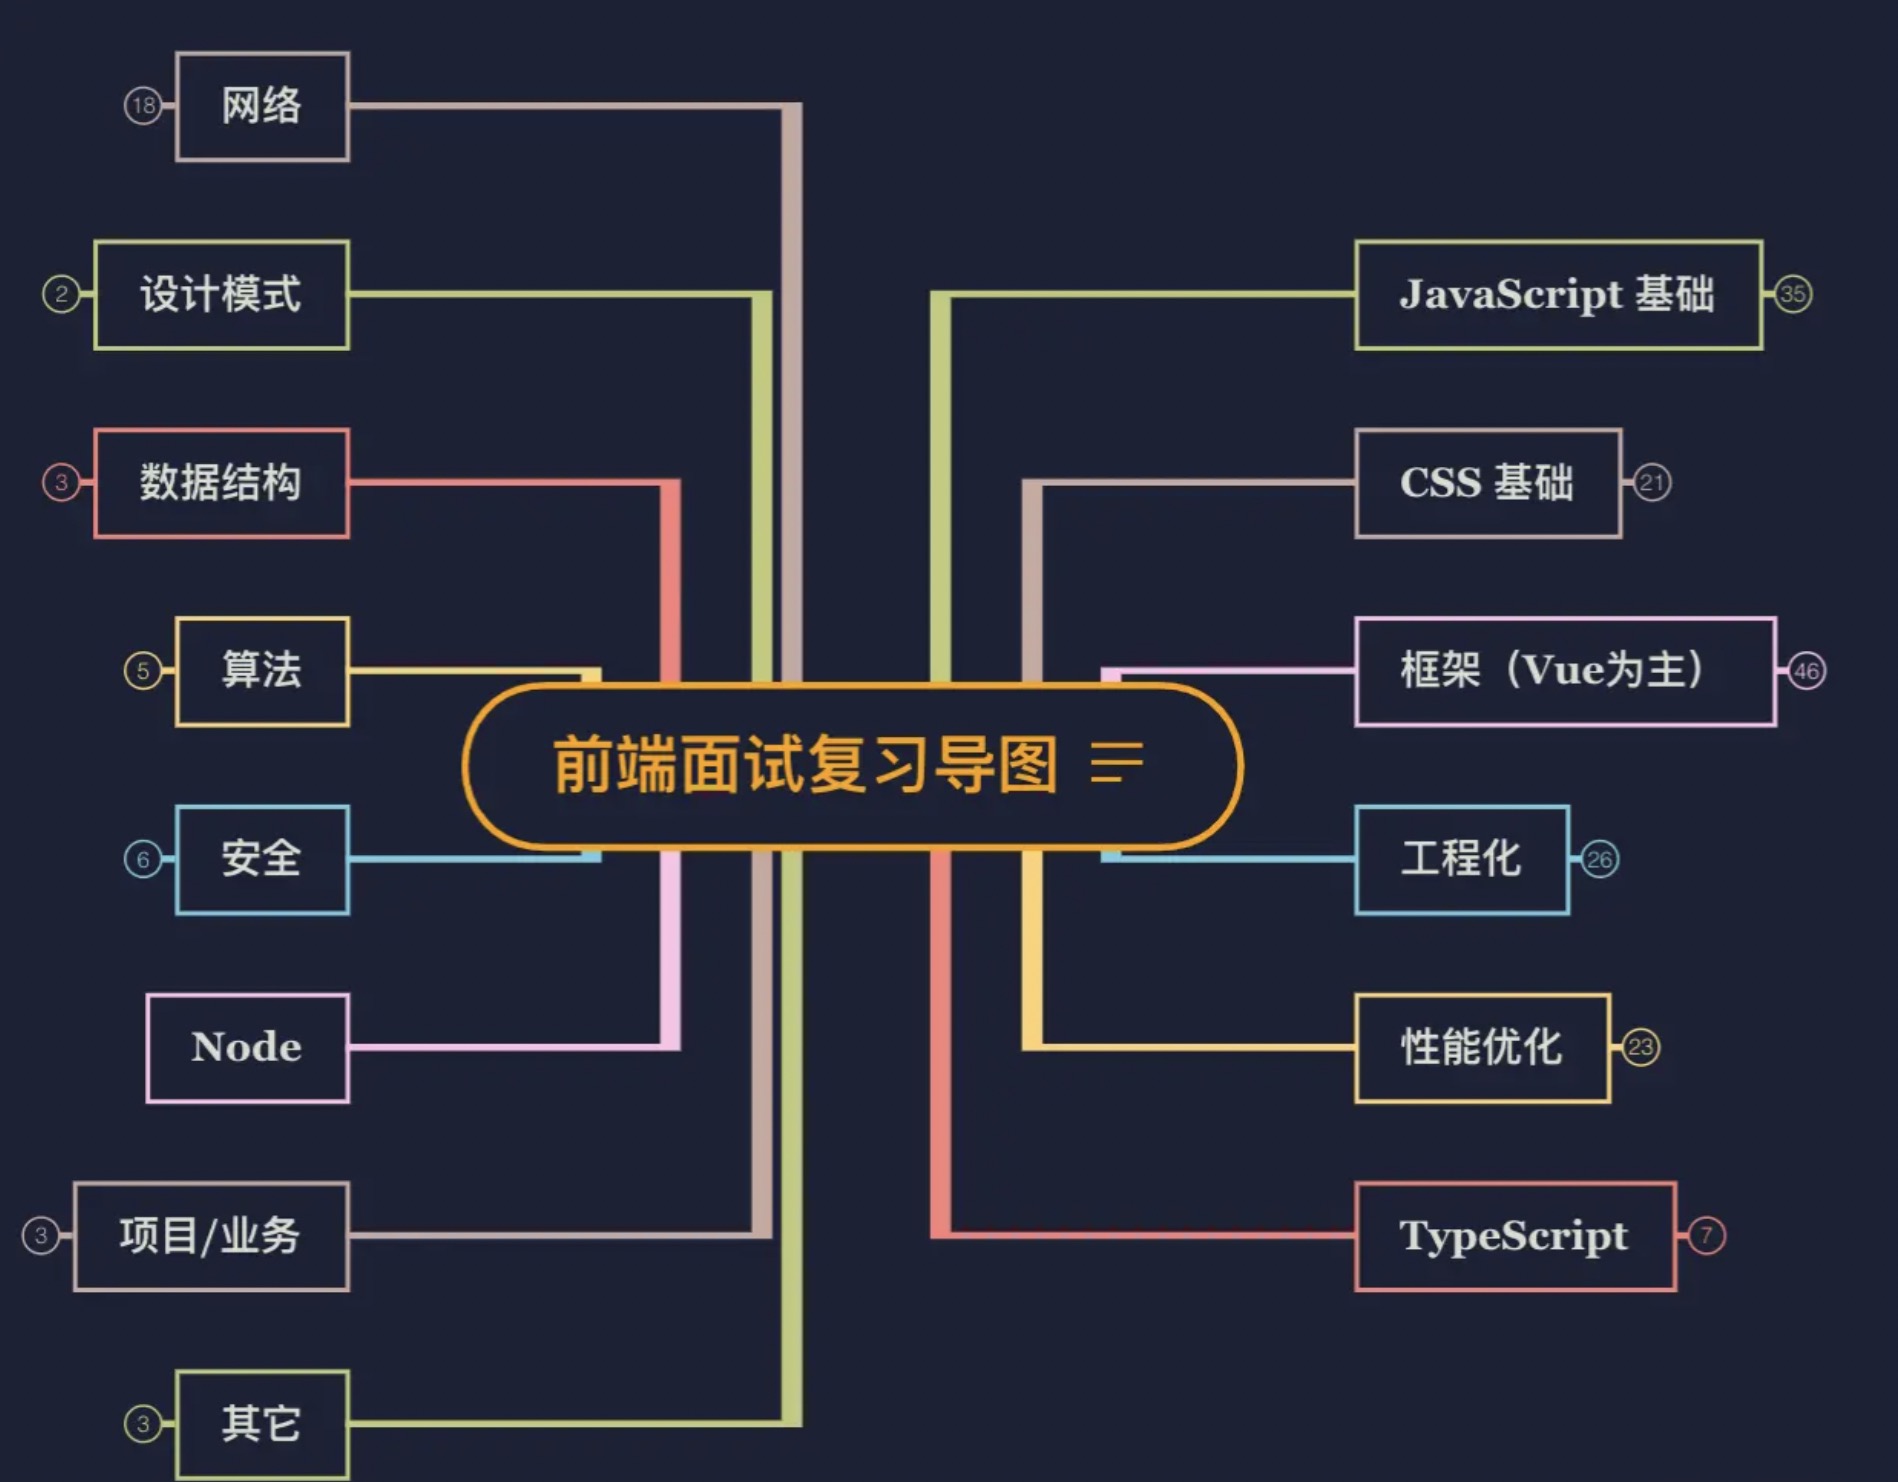 18
网络
2
设计模式
JavaScript 基础
35
3
数据结构
CSS 基础
21
5
算法
框架（Vue为主）
46
前端面试复习导图
6
安全
工程化
26
Node
性能优化
23
3
项目/业务
TypeScript
7
3
其它